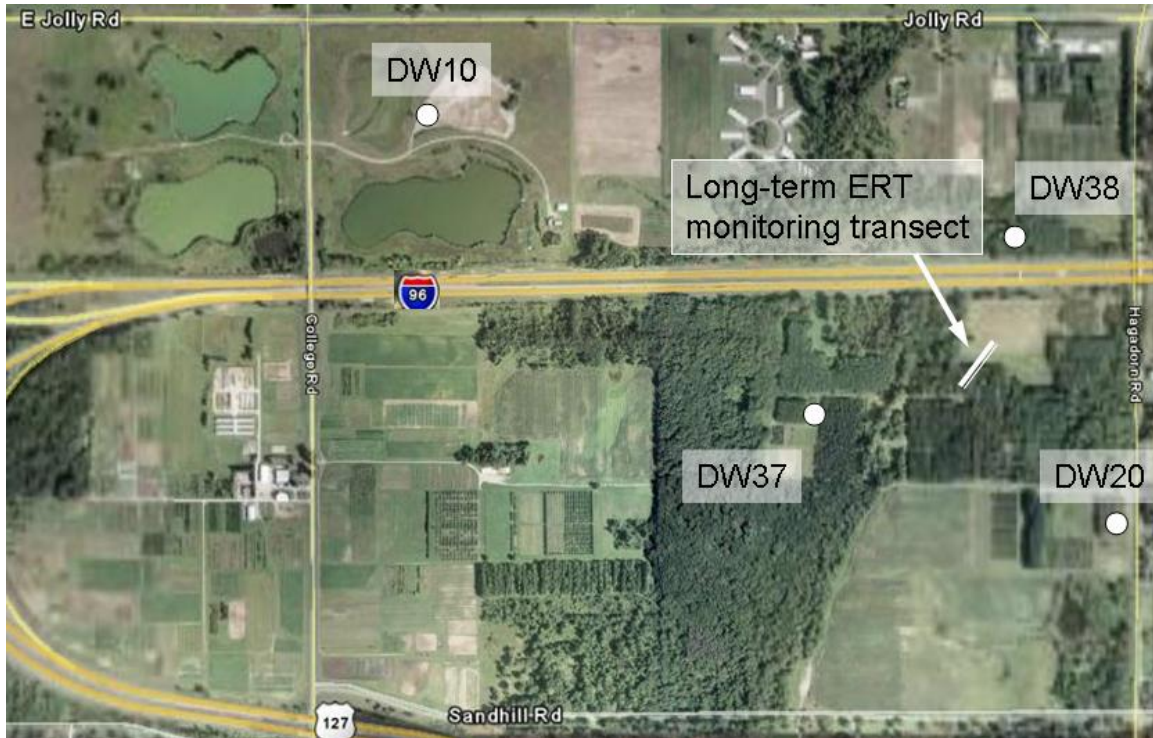 E Jolly Rd
Jolly Rd
DW10
Long-term ERT
monitoring transect
DW38
96
College Rd
Hagadorn Rd
DW37
DW20
Sandhill Rd
127